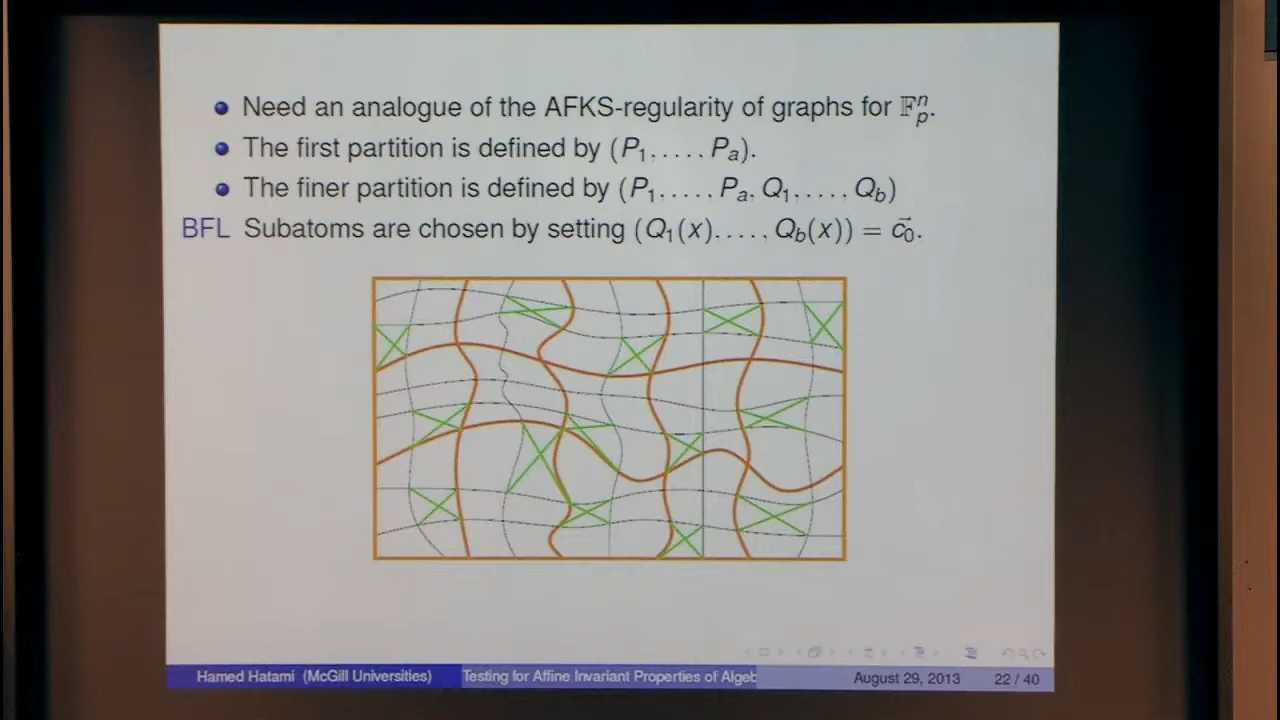 Need an analogue of the AFKS-regularity of graphs for 𝔽ₚⁿ.
The first partition is defined by (P₁, . . . , Pₐ).
The finer partition is defined by (P₁, . . . , Pₐ, Q₁, . . . , Q_b)
BFL Subatoms are chosen by setting (Q₁(x), . . . , Q_b(x)) = c⃗₀.
Hamed Hatami (McGill Universities) Testing for Affine Invariant Properties of Algeb August 29, 2013 22 / 40